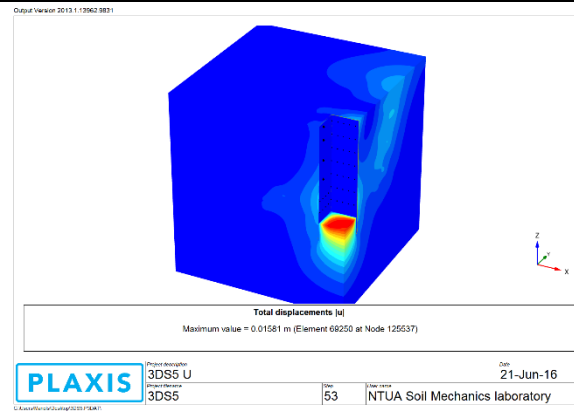 Output Version 2013.1.13962.9831
Z
Y
X
Total displacements |u|
Maximum value = 0.01581 m (Element 69250 at Node 125537)
PLAXIS
Project description
3DS5 U
Date
21-Jun-16
Project filename
3DS5
Step
53
User name
NTUA Soil Mechanics laboratory